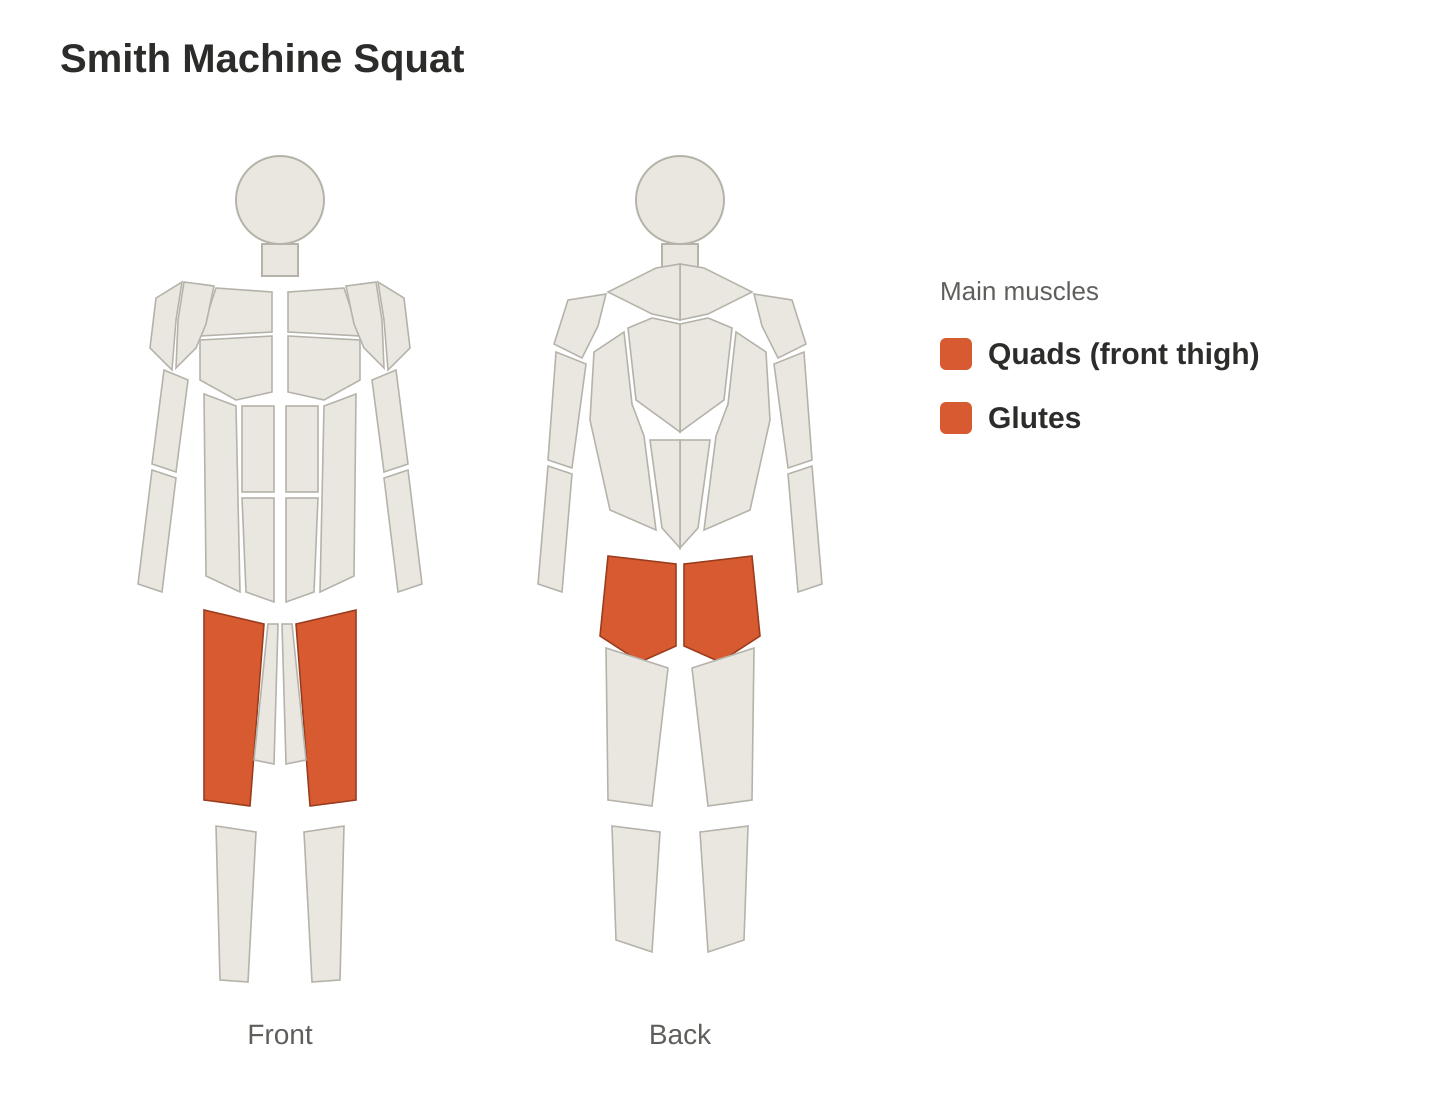 Smith Machine Squat
Main muscles
Quads (front thigh)
Glutes
Front
Back